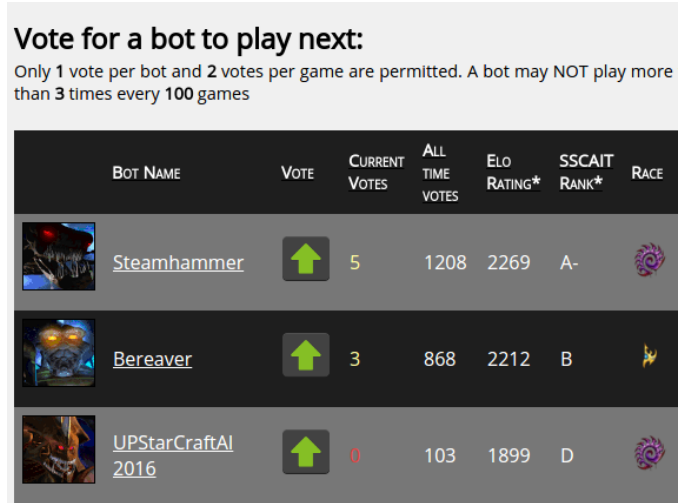 Vote for a bot to play next:
Only 1 vote per bot and 2 votes per game are permitted. A bot may NOT play more
than 3 times every 100 games
Bot Name Vote Current Votes All time votes Elo Rating* SSCAIT Rank* Race
Steamhammer 5 1208 2269 A-
Bereaver 3 868 2212 B
UPStarCraftAI 2016 0 103 1899 D